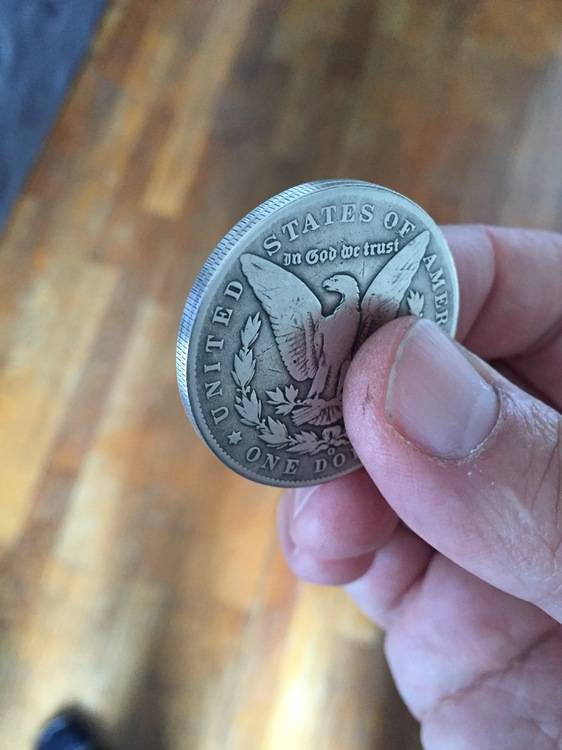 UNITED STATES OF AMER
In God we trust
O
ONE DO